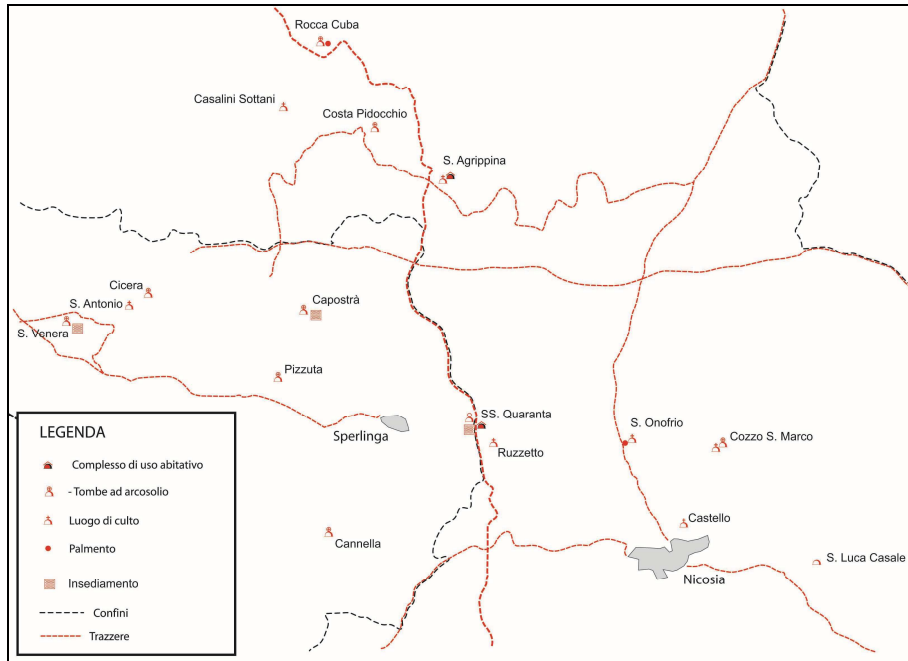 Rocca Cuba
Casalini Sottani
Costa Pidocchio
S. Agrippina
Cicera
S. Antonio
S. Venera
Capostrà
Pizzuta
Sperlinga
SS. Quaranta
Ruzzetto
S. Onofrio
Cozzo S. Marco
Cannella
Castello
Nicosia
S. Luca Casale
LEGENDA
Complesso di uso abitativo
- Tombe ad arcosolio
Luogo di culto
Palmento
Insediamento
Confini
Trazzere